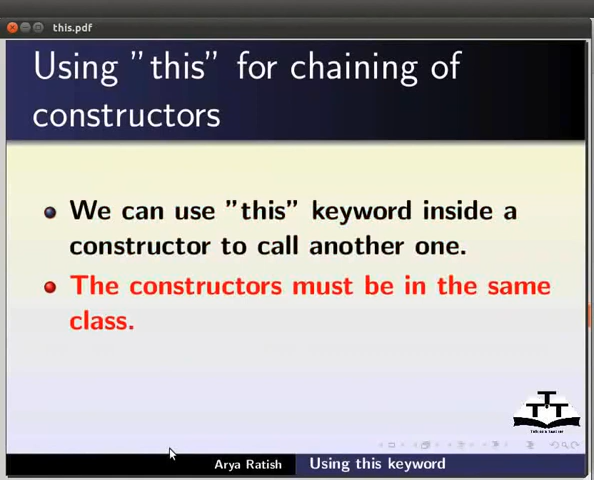 this.pdf
Using "this" for chaining of
constructors
We can use "this" keyword inside a
constructor to call another one.
The constructors must be in the same
class.
Arya Ratish
Using this keyword